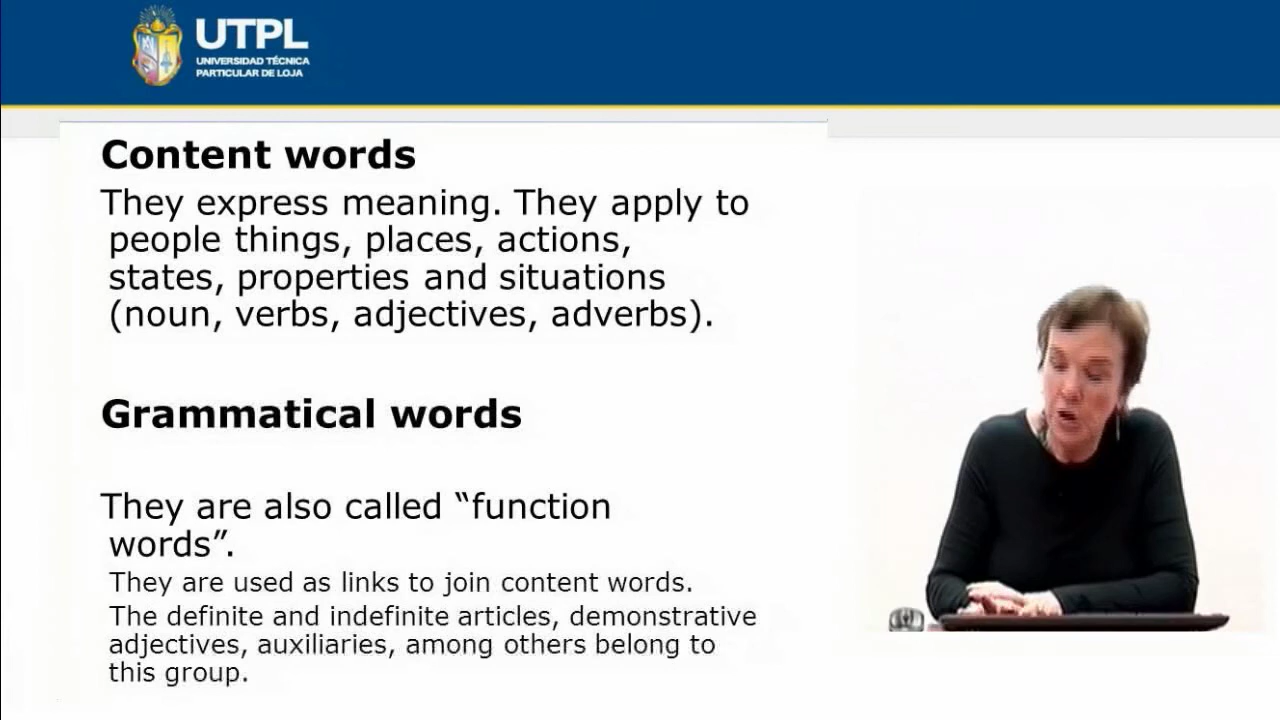 UTPL
UNIVERSIDAD TÉCNICA
PARTICULAR DE LOJA
Content words
They express meaning. They apply to
people things, places, actions,
states, properties and situations
(noun, verbs, adjectives, adverbs).
Grammatical words
They are also called “function
words”.
They are used as links to join content words.
The definite and indefinite articles, demonstrative
adjectives, auxiliaries, among others belong to
this group.